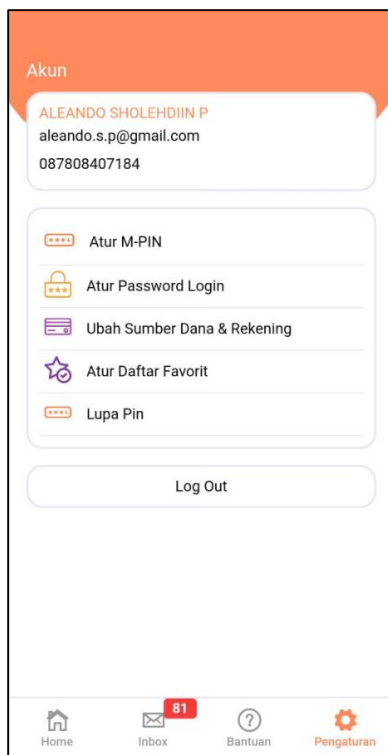 Akun
ALEANDO SHOLEHDIIN P
aleando.s.p@gmail.com
087808407184
Atur M-PIN
Atur Password Login
Ubah Sumber Dana & Rekening
Atur Daftar Favorit
Lupa Pin
Log Out
81
Home Inbox Bantuan Pengaturan